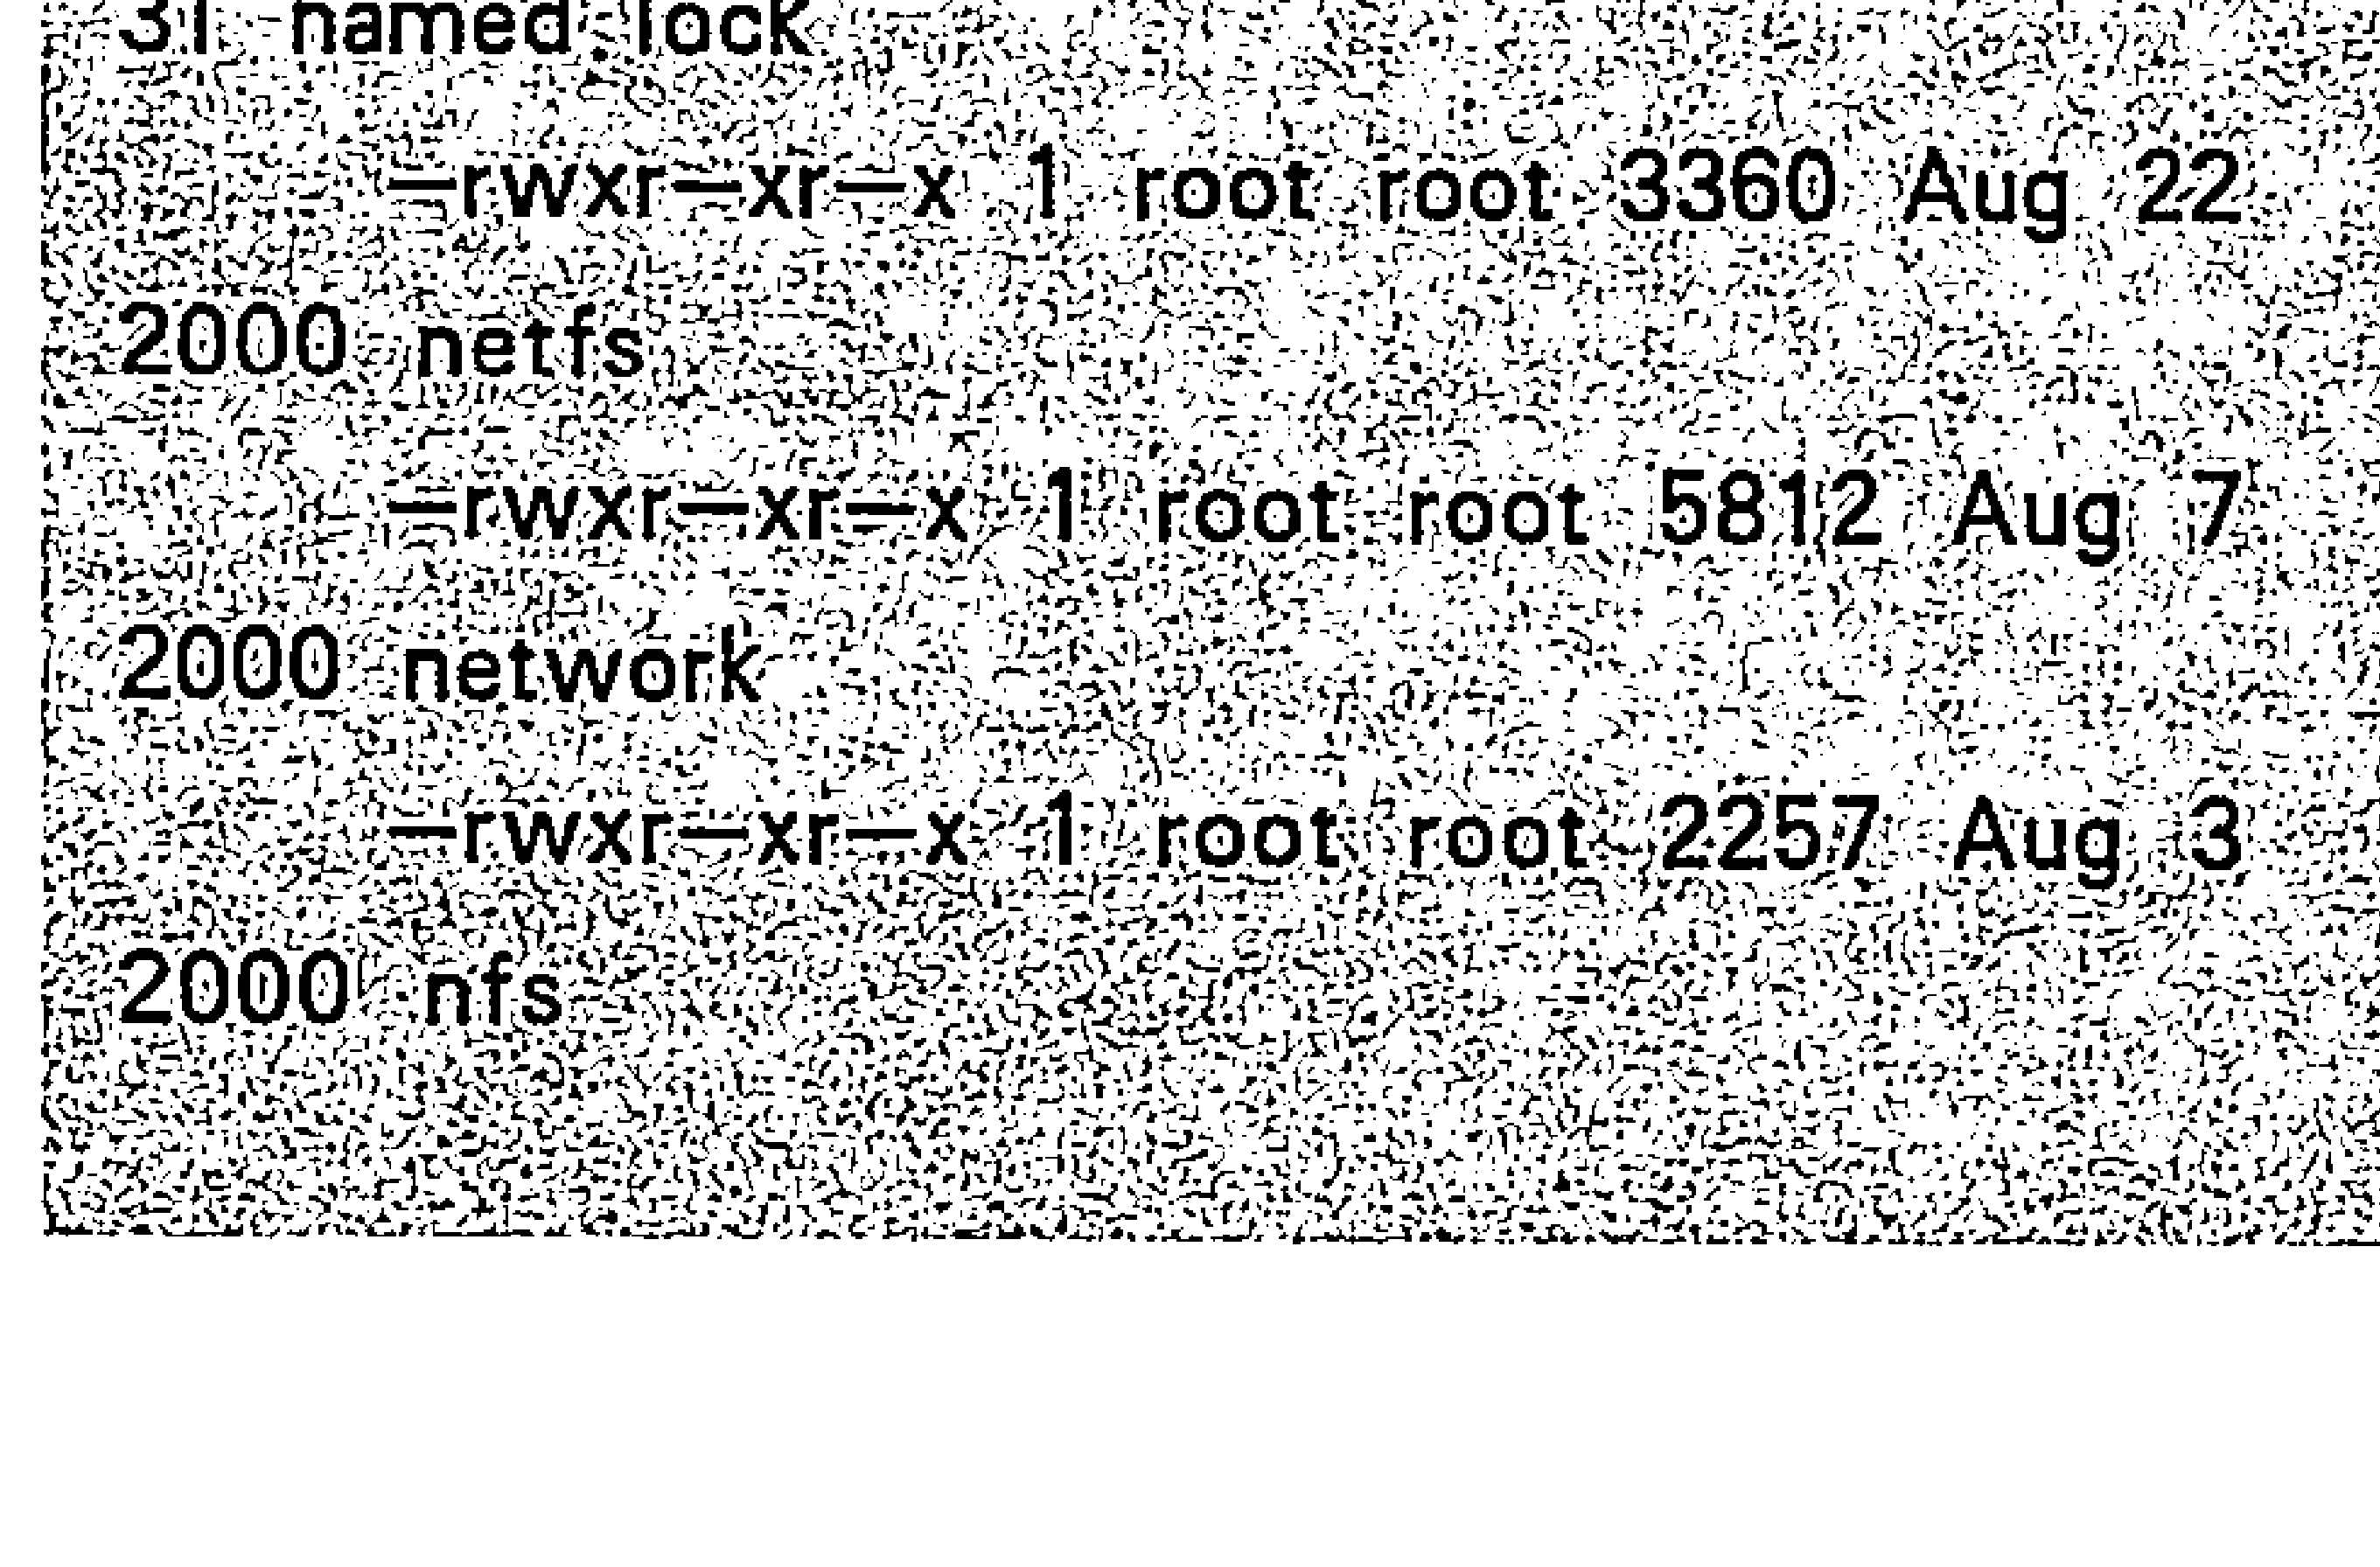 31 named lock
-rwxr-xr-x 1 root root 3360 Aug 22
2000 netfs
-rwxr-xr-x 1 root root 5812 Aug 7
2000 network
-rwxr-xr-x 1 root root 2257 Aug 3
2000 nfs